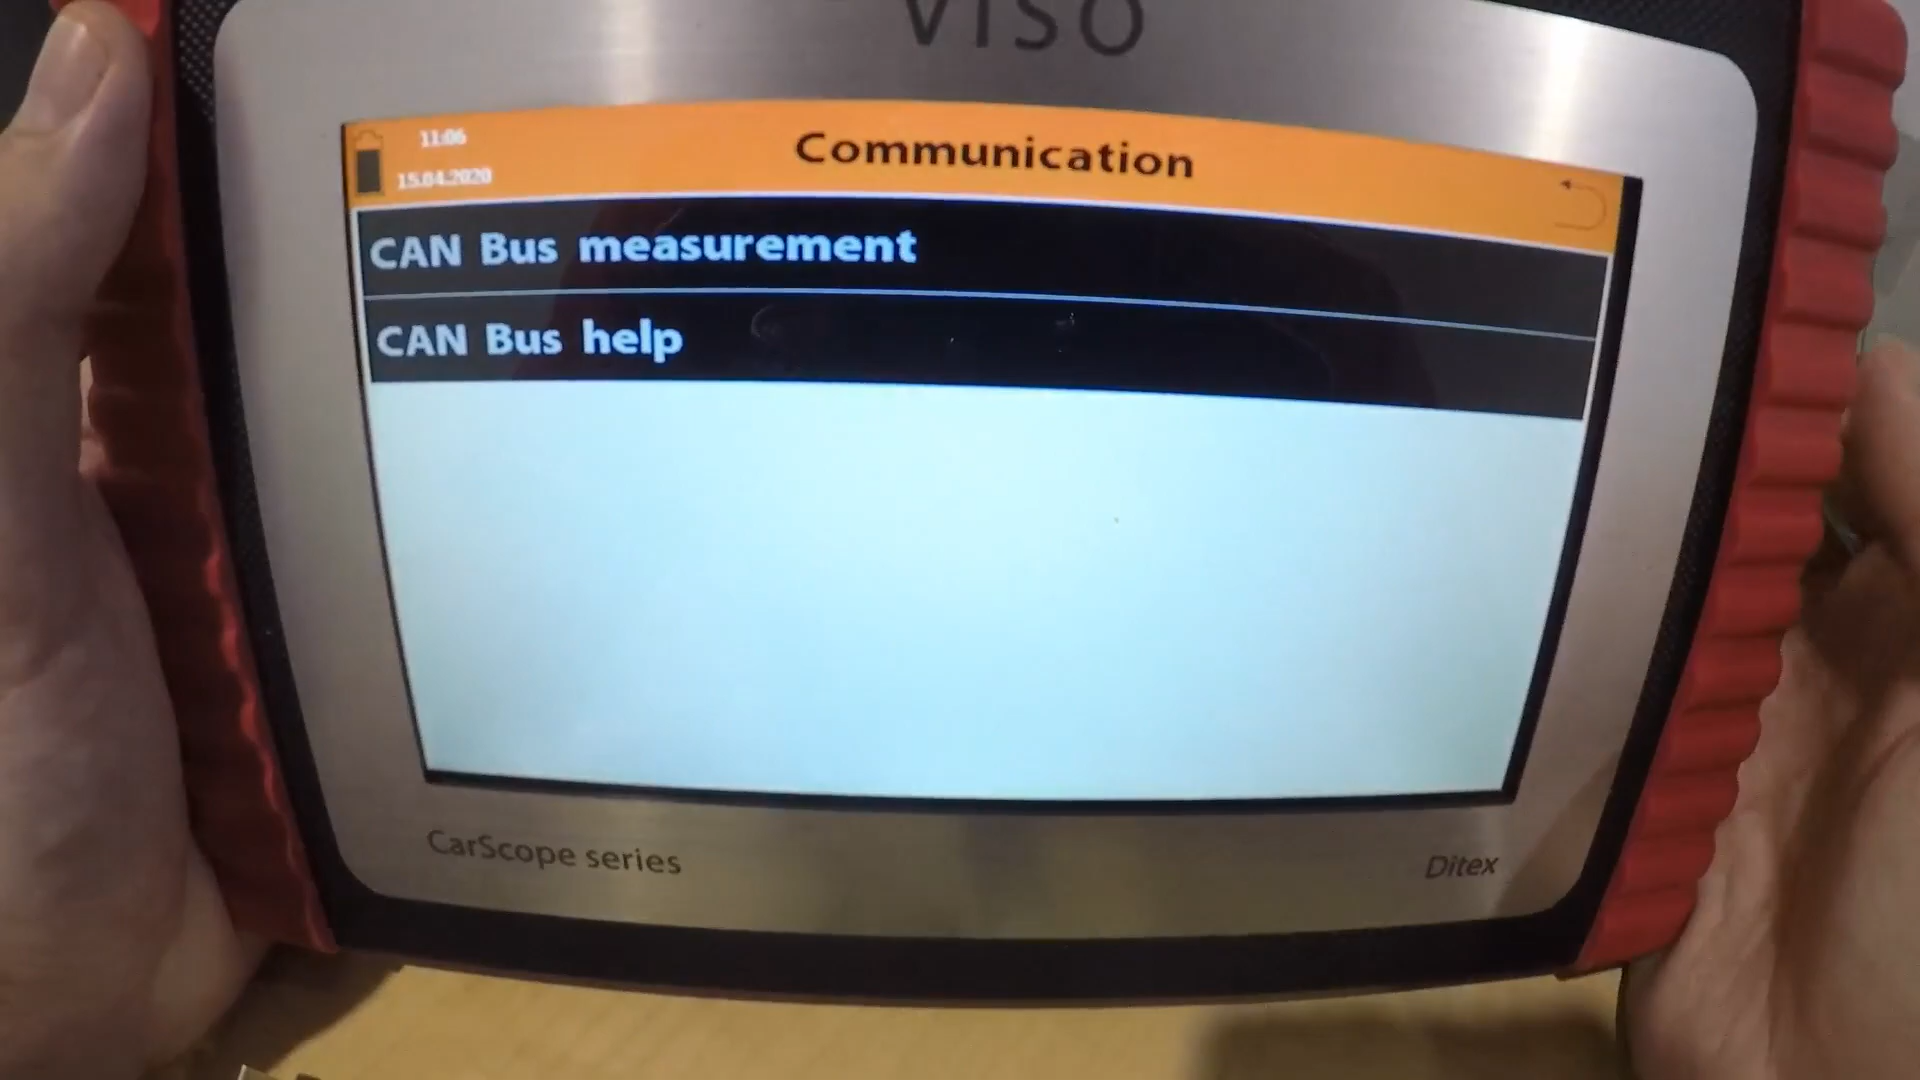 VISO
11:06
Communication
15.04.2020
CAN Bus measurement
CAN Bus help
CarScope series
Ditex